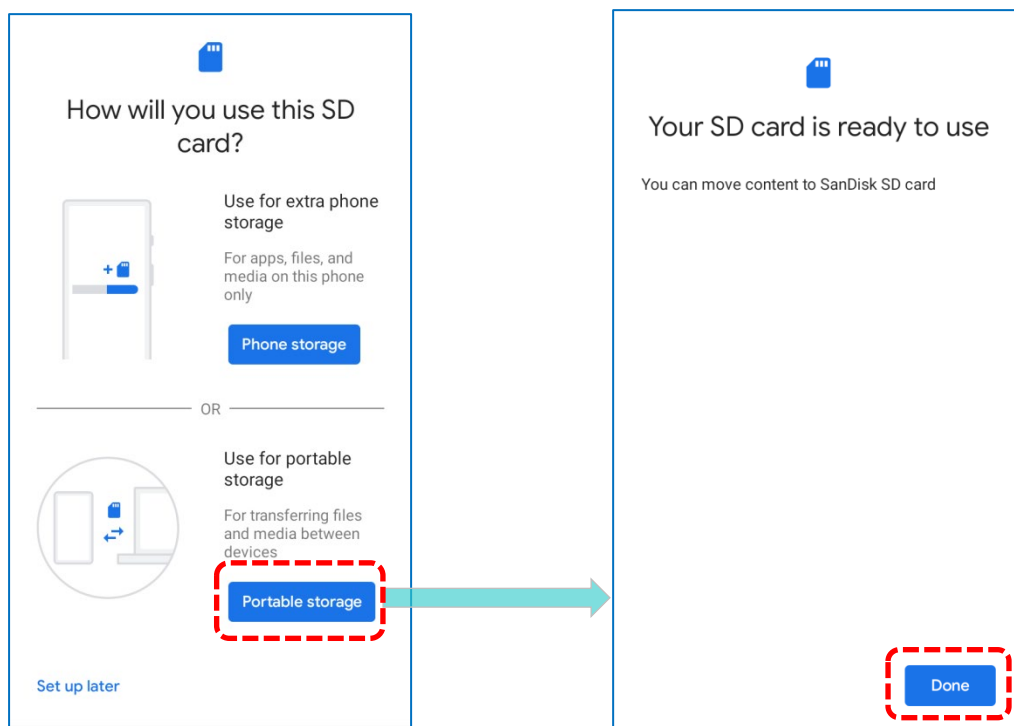 How will you use this SD
card?
Use for extra phone
storage
For apps, files, and
media on this phone
only
Phone storage
OR
Use for portable
storage
For transferring files
and media between
devices
Portable storage
Set up later
Your SD card is ready to use
You can move content to SanDisk SD card
Done